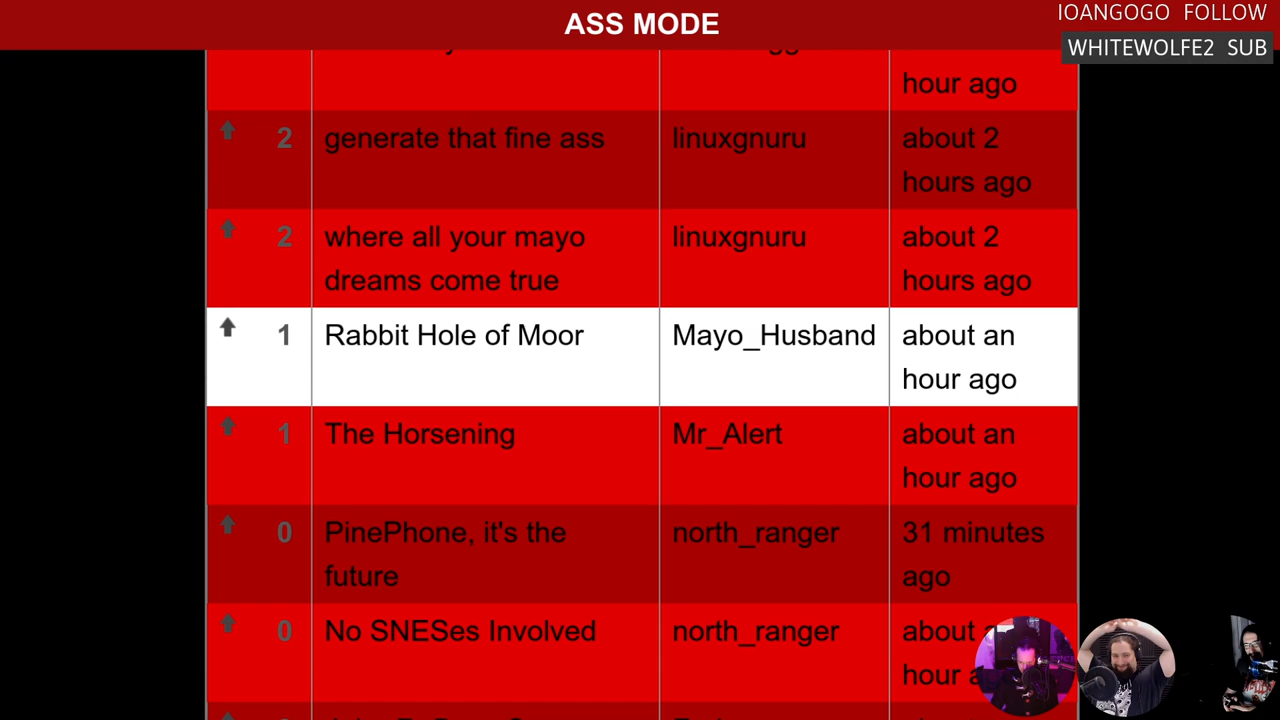 ASS MODE
IOANGOGO FOLLOW
WHITEWOLFE2 SUB
hour ago
2 generate that fine ass linuxgnuru about 2
hours ago
2 where all your mayo linuxgnuru about 2
dreams come true hours ago
1 Rabbit Hole of Moor Mayo_Husband about an
hour ago
1 The Horsening Mr_Alert about an
hour ago
0 PinePhone, it's the north_ranger 31 minutes
future ago
0 No SNESes Involved north_ranger about
hour